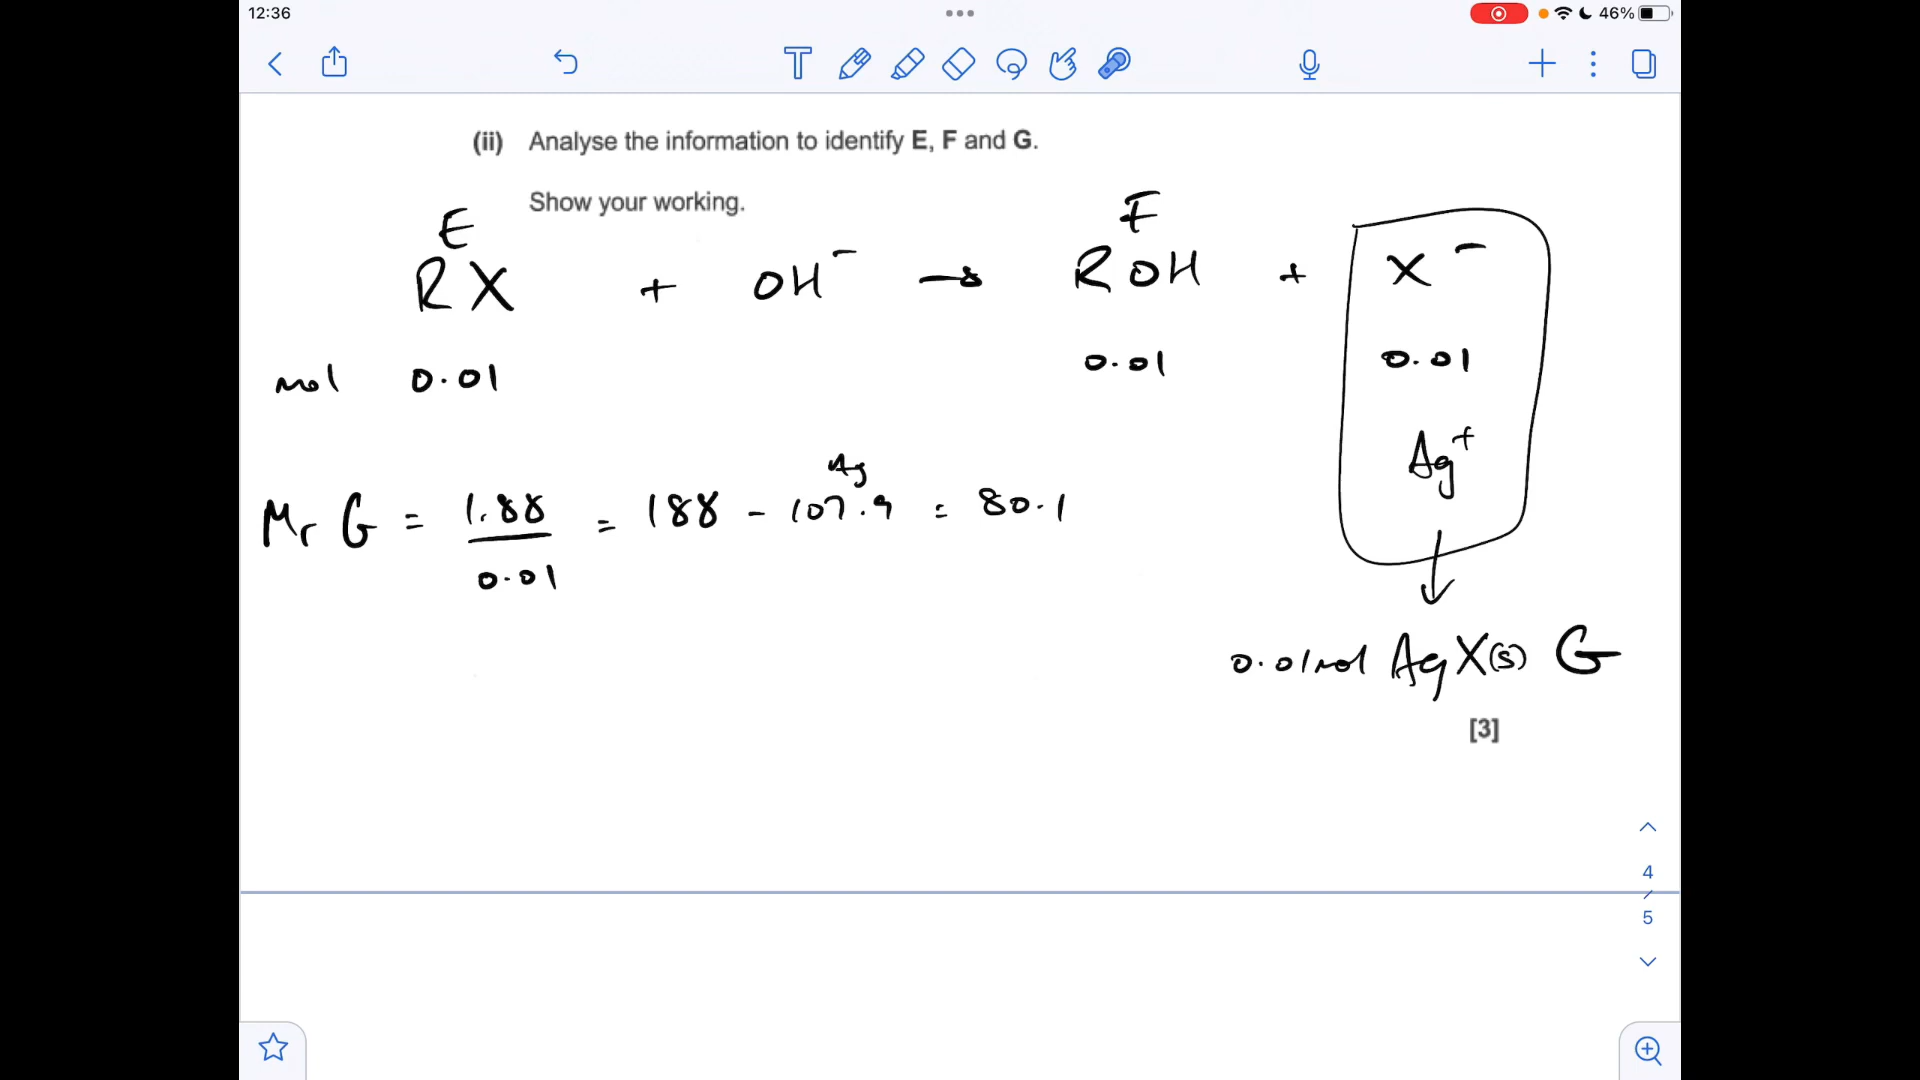 12:36
46%
T
(ii) Analyse the information to identify E, F and G.
Show your working.
E
F
RX + OH⁻ → ROH + X⁻
mol 0.01 0.01 0.01
Ag⁺
Ag
Mr G = 1.88 / 0.01 = 188 - 107.9 = 80.1
0.01mol AgX(s) G
[3]
4
/
5